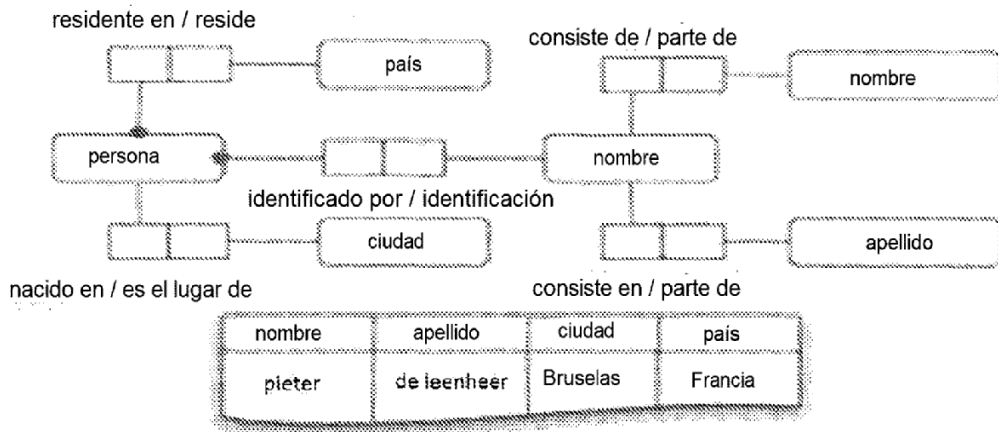 residente en / reside
consiste de / parte de
país
nombre
persona
nombre
identificado por / identificación
ciudad
apellido
nacido en / es el lugar de
consiste en / parte de
nombre apellido ciudad país
pieter de leenheer Bruselas Francia